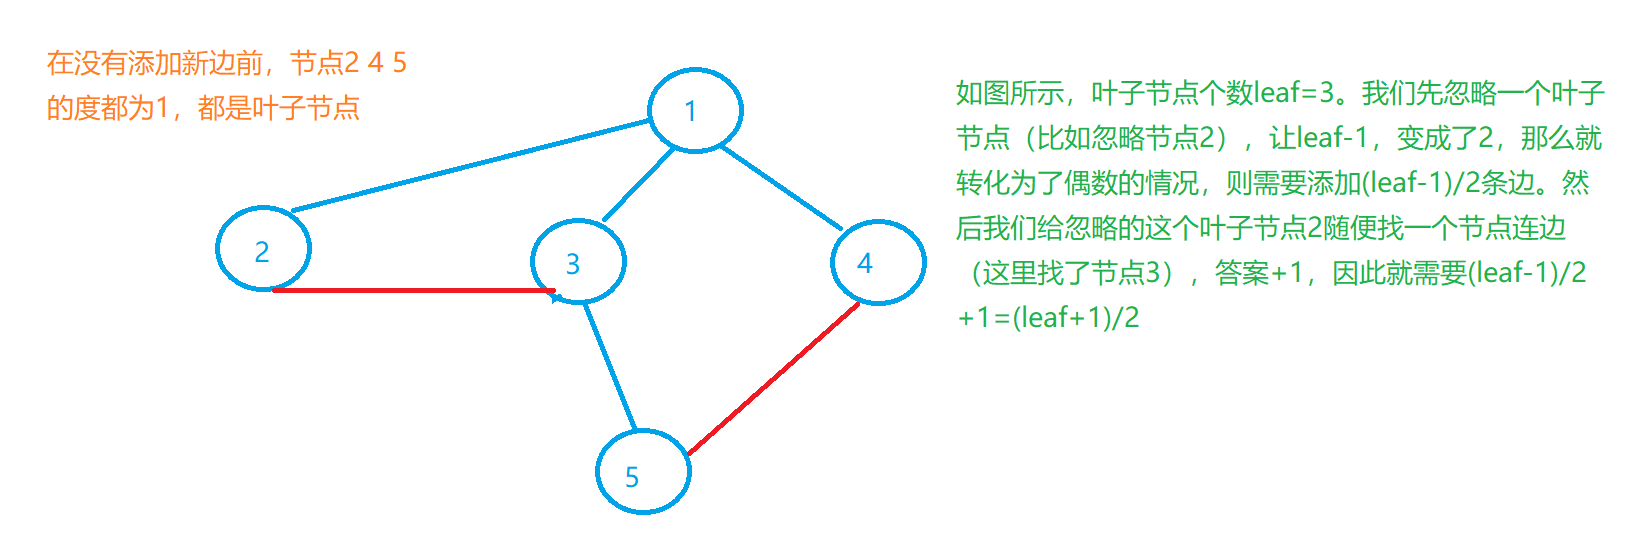 在没有添加新边前，节点2 4 5
的度都为1，都是叶子节点
如图所示，叶子节点个数leaf=3。我们先忽略一个叶子
节点（比如忽略节点2），让leaf-1，变成了2，那么就
转化为了偶数的情况，则需要添加(leaf-1)/2条边。然
后我们给忽略的这个叶子节点2随便找一个节点连边
（这里找了节点3），答案+1，因此就需要(leaf-1)/2
+1=(leaf+1)/2
1
2
3
4
5